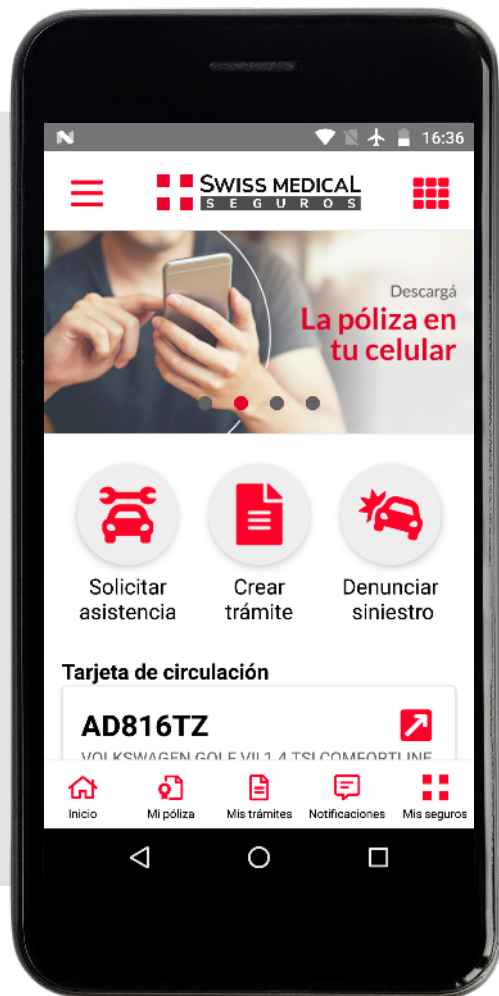 16:36
SWISS MEDICAL
SEGUROS
Descargá
La póliza en
tu celular
Solicitar
asistencia
Crear
trámite
Denunciar
siniestro
Tarjeta de circulación
AD816TZ
VOLKSWAGEN GOLF VII 1.4 TSI COMFORTLINE
Inicio
Mi póliza
Mis trámites
Notificaciones
Mis seguros